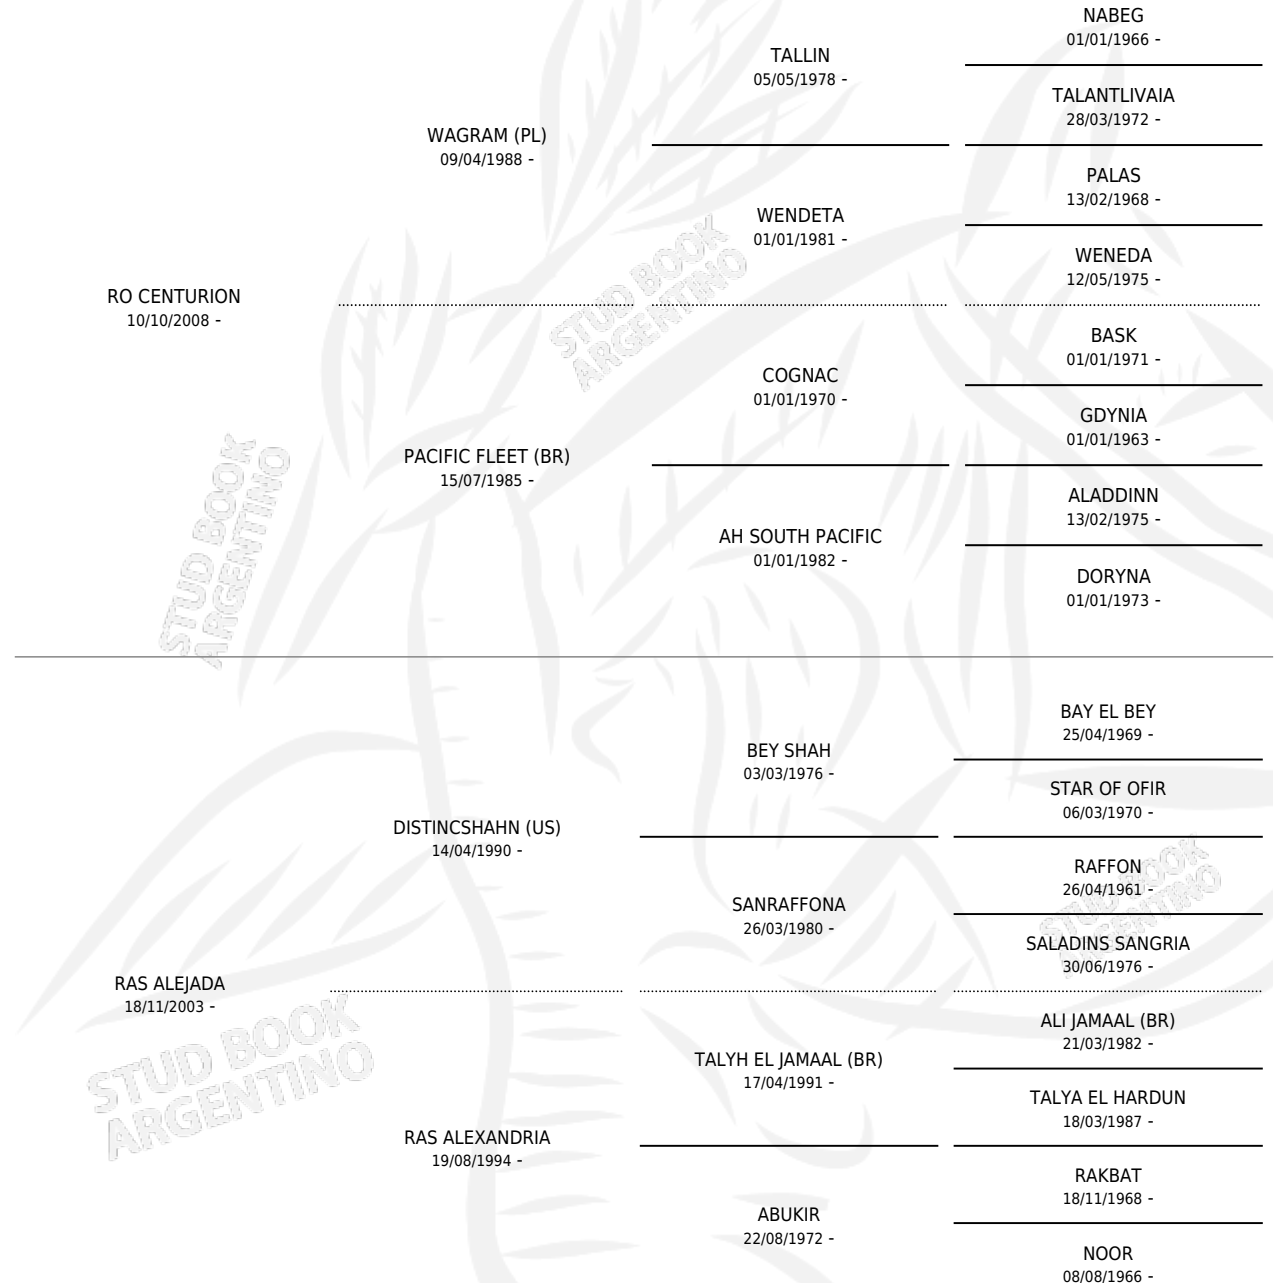 NABEG
01/01/1966 -
TALLIN
05/05/1978 -
TALANTLIVAIA
28/03/1972 -
WAGRAM (PL)
09/04/1988 -
PALAS
13/02/1968 -
WENDETA
01/01/1981 -
WENEDA
12/05/1975 -
RO CENTURION
10/10/2008 -
BASK
01/01/1971 -
COGNAC
01/01/1970 -
GDYNIA
01/01/1963 -
PACIFIC FLEET (BR)
15/07/1985 -
ALADDINN
13/02/1975 -
AH SOUTH PACIFIC
01/01/1982 -
DORYNA
01/01/1973 -
BAY EL BEY
25/04/1969 -
BEY SHAH
03/03/1976 -
STAR OF OFIR
06/03/1970 -
DISTINCSHAHN (US)
14/04/1990 -
RAFFON
26/04/1961 -
SANRAFFONA
26/03/1980 -
SALADINS SANGRIA
30/06/1976 -
RAS ALEJADA
18/11/2003 -
ALI JAMAAL (BR)
21/03/1982 -
TALYH EL JAMAAL (BR)
17/04/1991 -
TALYA EL HARDUN
18/03/1987 -
RAS ALEXANDRIA
19/08/1994 -
RAKBAT
18/11/1968 -
ABUKIR
22/08/1972 -
NOOR
08/08/1966 -
STUD BOOK
ARGENTINO
STUD BOOK
ARGENTINO
STUD BOOK
ARGENTINO
STUD BOOK
ARGENTINO